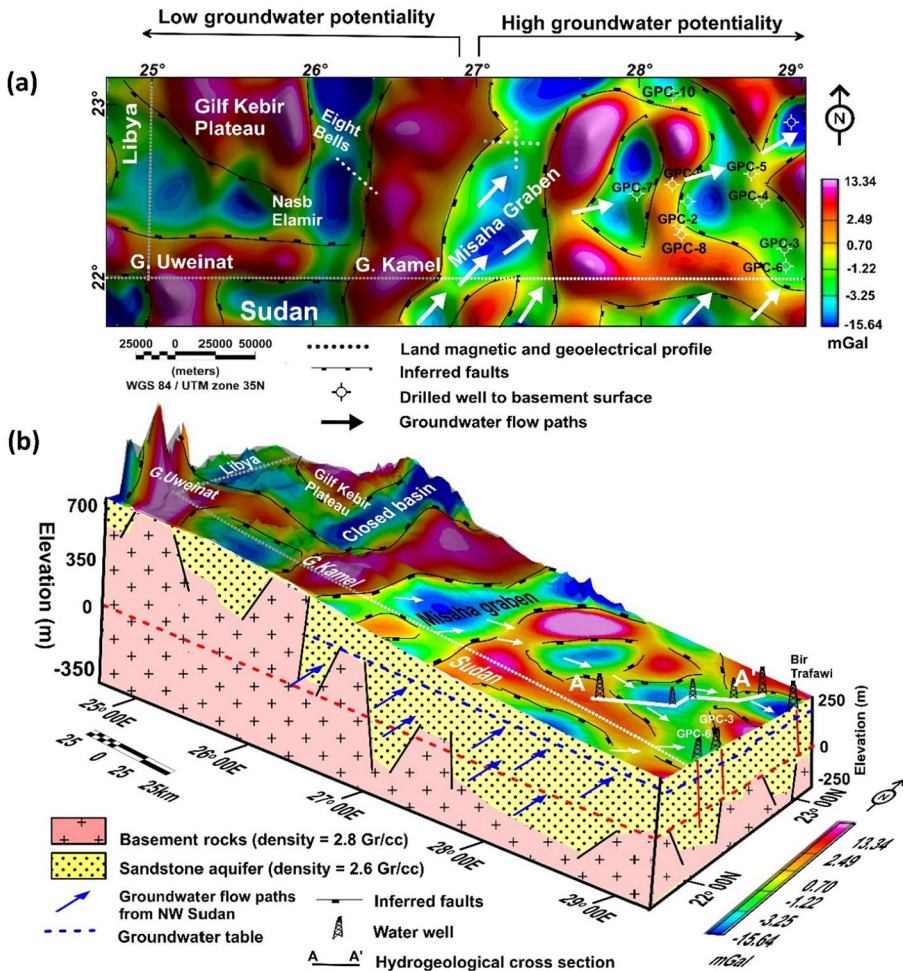 Low groundwater potentiality
High groundwater potentiality
(a)
25° 26° 27° 28° 29°
23°
22°
Libya
Gilf Kebir
Plateau
Eight
Bells
Nasb
Elamir
G. Uweinat
G. Kamel
Sudan
Misaha Graben
GPC-10
GPC-5
GPC-7
GPC-4
GPC-2
GPC-8
GPC-3
GPC-6
N
13.34
2.49
0.70
-1.22
-3.25
-15.64
mGal
25000 0 25000 50000
(meters)
WGS 84 / UTM zone 35N
Land magnetic and geoelectrical profile
Inferred faults
Drilled well to basement surface
Groundwater flow paths
(b)
Elevation (m)
700
350
0
-350
G.Uweinat
Libya
Gilf Kebir
Plateau
Closed basin
G.Kamel
Misaha graben
Sudan
A
A'
Bir
Trafawi
GPC-3
GPC-6
250
0
-250
Elevation (m)
25° 00E
26° 00E
27° 00E
28° 00E
29° 00E
22° 00N
23° 00N
25 0 25 25km
N
13.34
2.49
0.70
-1.22
-3.25
-15.64
mGal
Basement rocks (density = 2.8 Gr/cc)
Sandstone aquifer (density = 2.6 Gr/cc)
Groundwater flow paths
from NW Sudan
Groundwater table
Inferred faults
Water well
A A' Hydrogeological cross section